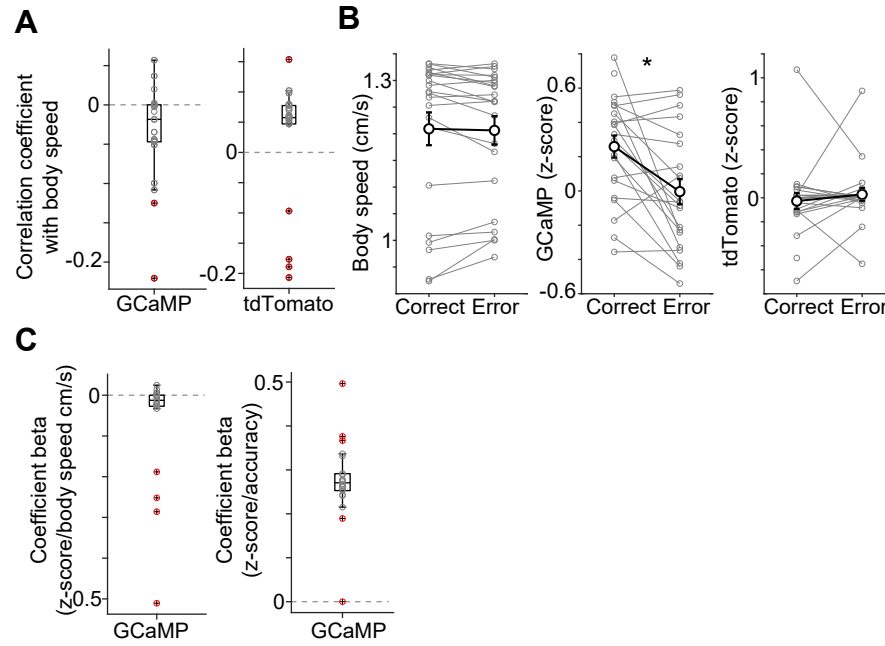 A
B
Correlation coefficient
with body speed
0
-0.2
GCaMP
0
-0.2
tdTomato
Body speed (cm/s)
1.3
1
Correct Error
GCaMP (z-score)
0.6
0
-0.6
*
Correct Error
tdTomato (z-score)
1
0
Correct Error
C
Coefficient beta
(z-score/body speed cm/s)
0
-0.5
GCaMP
Coefficient beta
(z-score/accuracy)
0.5
0
GCaMP